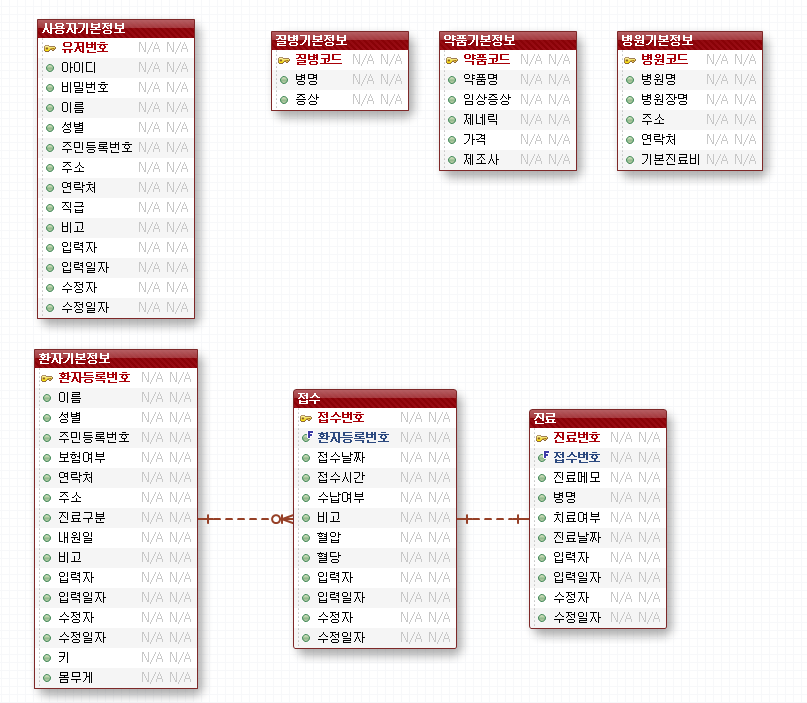 사용자기본정보
유저번호 N/A N/A
아이디 N/A N/A
비밀번호 N/A N/A
이름 N/A N/A
성별 N/A N/A
주민등록번호 N/A N/A
주소 N/A N/A
연락처 N/A N/A
직급 N/A N/A
비고 N/A N/A
입력자 N/A N/A
입력일자 N/A N/A
수정자 N/A N/A
수정일자 N/A N/A
질병기본정보
질병코드 N/A N/A
병명 N/A N/A
증상 N/A N/A
약품기본정보
약품코드 N/A N/A
약품명 N/A N/A
임상증상 N/A N/A
제네릭 N/A N/A
가격 N/A N/A
제조사 N/A N/A
병원기본정보
병원코드 N/A N/A
병원명 N/A N/A
병원장명 N/A N/A
주소 N/A N/A
연락처 N/A N/A
기본진료비 N/A N/A
환자기본정보
환자등록번호 N/A N/A
이름 N/A N/A
성별 N/A N/A
주민등록번호 N/A N/A
보험여부 N/A N/A
연락처 N/A N/A
주소 N/A N/A
진료구분 N/A N/A
내원일 N/A N/A
비고 N/A N/A
입력자 N/A N/A
입력일자 N/A N/A
수정자 N/A N/A
수정일자 N/A N/A
키 N/A N/A
몸무게 N/A N/A
접수
접수번호 N/A N/A
F 환자등록번호 N/A N/A
접수날짜 N/A N/A
접수시간 N/A N/A
수납여부 N/A N/A
비고 N/A N/A
혈압 N/A N/A
혈당 N/A N/A
입력자 N/A N/A
입력일자 N/A N/A
수정자 N/A N/A
수정일자 N/A N/A
진료
진료번호 N/A N/A
F 접수번호 N/A N/A
진료메모 N/A N/A
병명 N/A N/A
치료여부 N/A N/A
진료날짜 N/A N/A
입력자 N/A N/A
입력일자 N/A N/A
수정자 N/A N/A
수정일자 N/A N/A